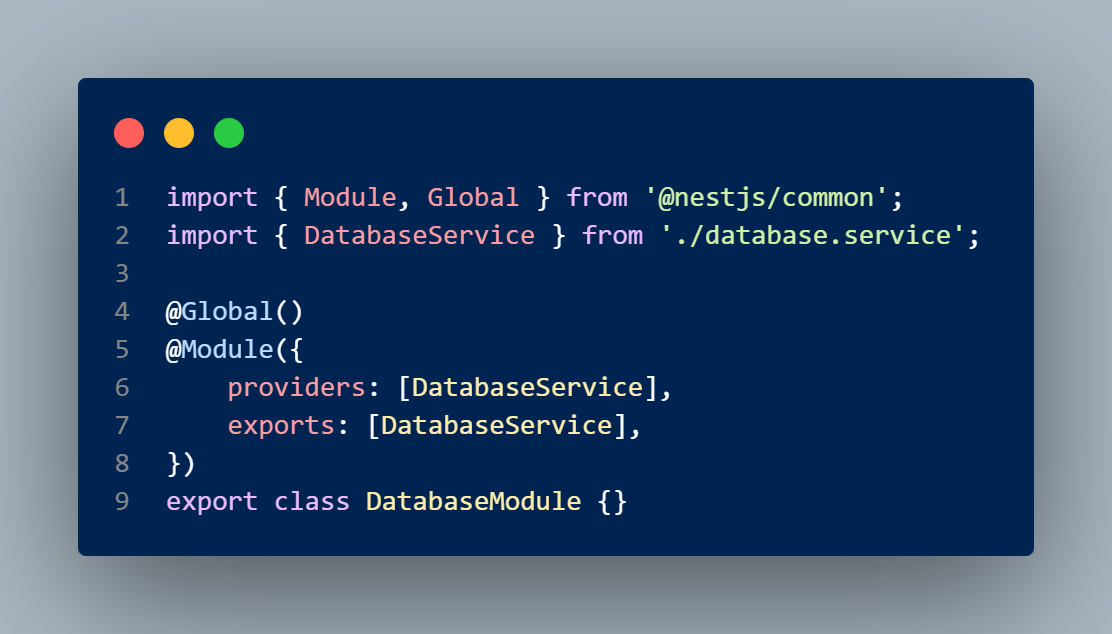 1 import { Module, Global } from '@nestjs/common';
2 import { DatabaseService } from './database.service';
3
4 @Global()
5 @Module({
6     providers: [DatabaseService],
7     exports: [DatabaseService],
8 })
9 export class DatabaseModule {}